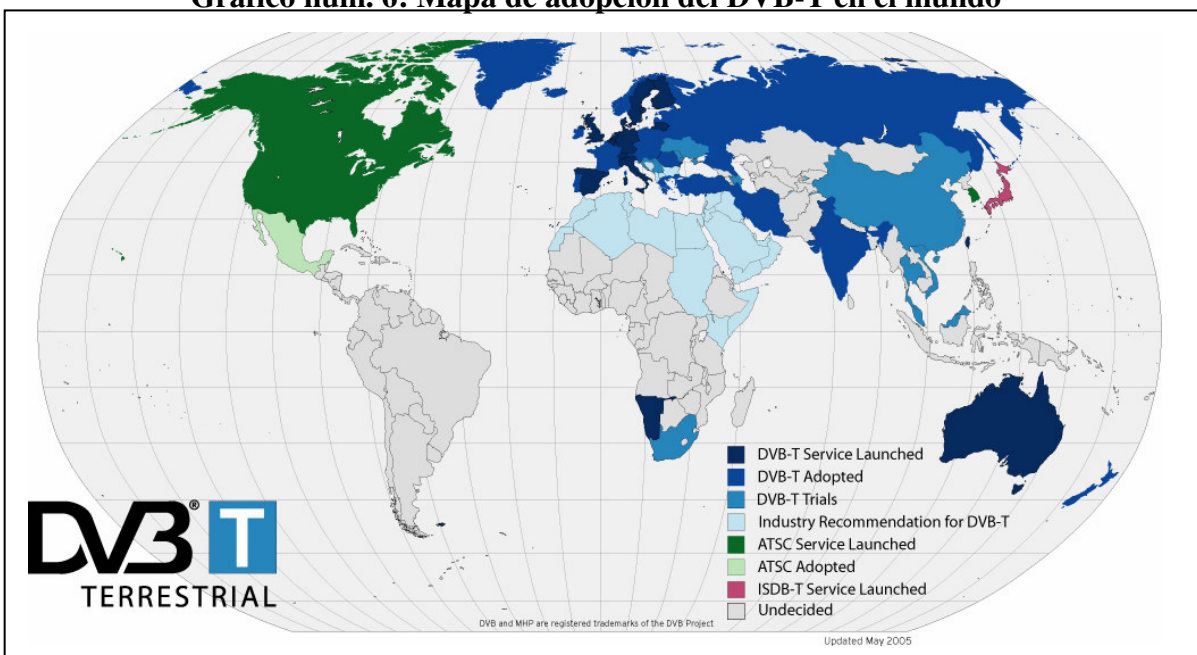 Gráfico núm. 6: Mapa de adopción del DVB-T en el mundo
DVB-T Service Launched
DVB-T Adopted
DVB-T Trials
Industry Recommendation for DVB-T
ATSC Service Launched
ATSC Adopted
ISDB-T Service Launched
Undecided
DVB® T
TERRESTRIAL
DVB and MHP are registered trademarks of the DVB Project
Updated May 2005